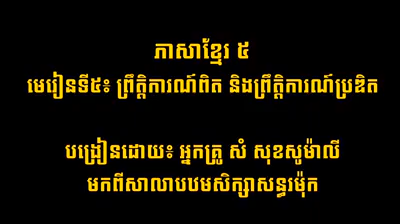 ភាសាខ្មែរ ៥
មេរៀនទី៥៖ ព្រឹត្តិការណ៍ពិត និងព្រឹត្តិការណ៍ប្រឌិត
បង្រៀនដោយ៖ អ្នកគ្រូ សំ សុខសូម៉ាលី
មកពីសាលាបឋមសិក្សាសន្ធរម៉ុក